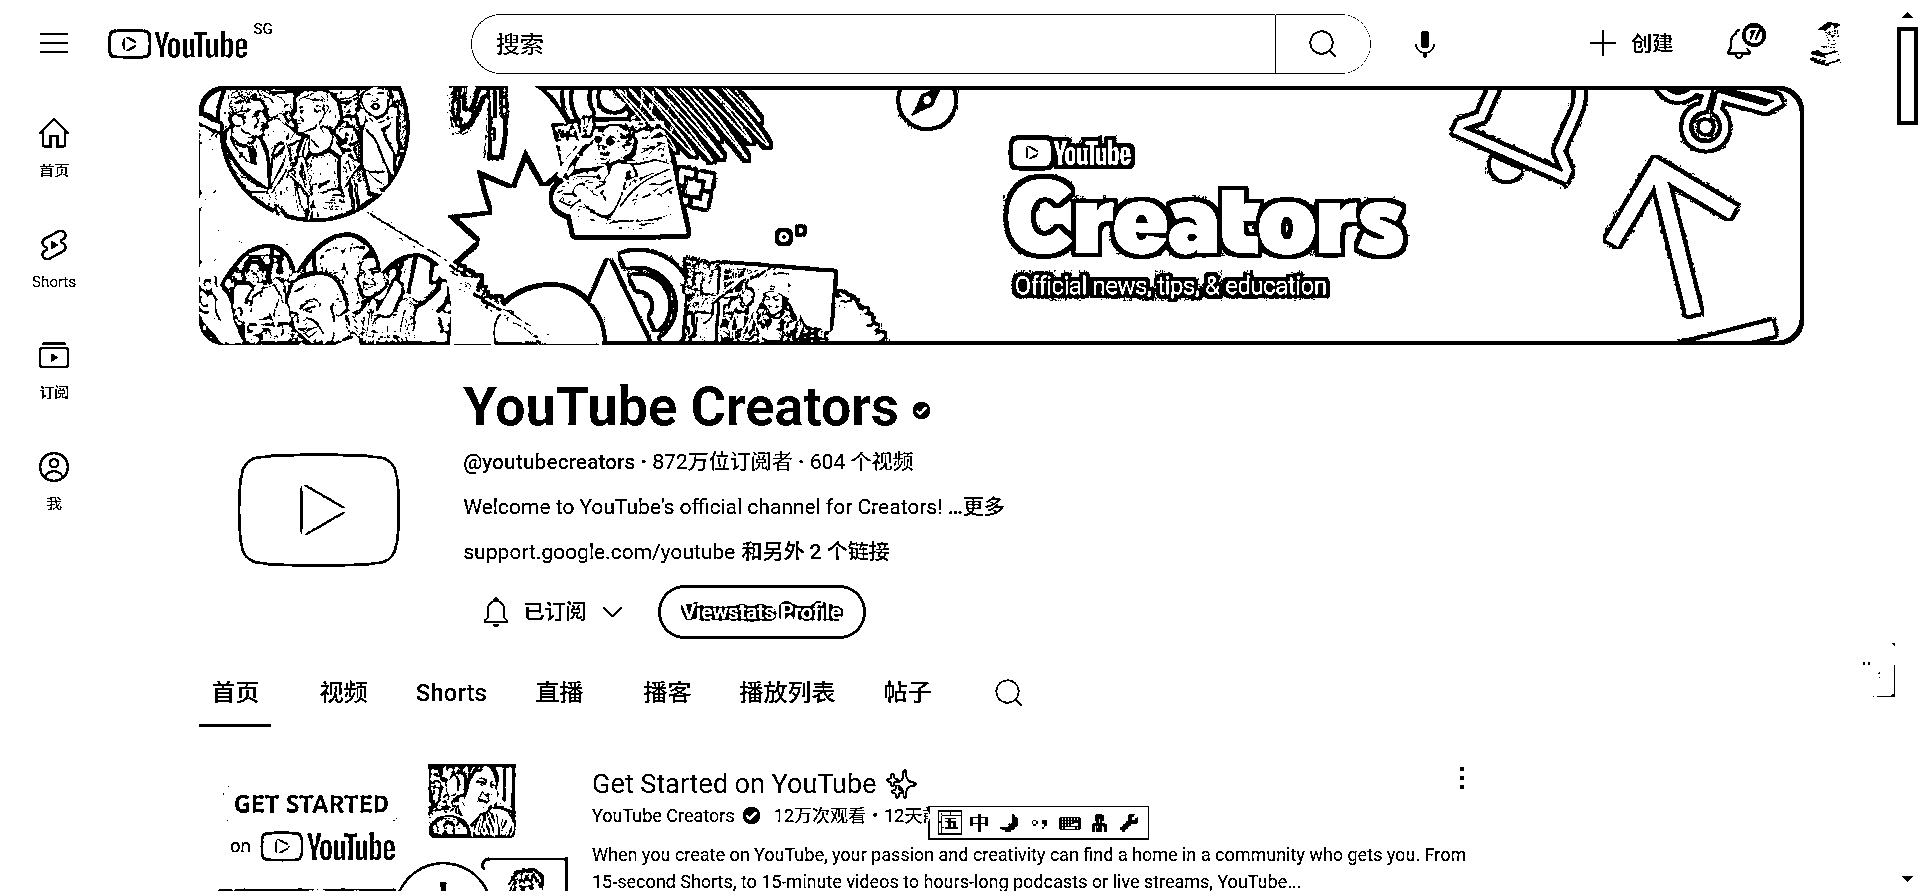 YouTube SG
搜索
创建
首页
Shorts
订阅
我
YouTube
Creators
Official news, tips, & education
YouTube Creators
@youtubecreators · 872万位订阅者 · 604 个视频
Welcome to YouTube's official channel for Creators! ...更多
support.google.com/youtube 和另外 2 个链接
已订阅
Viewstats Profile
首页 视频 Shorts 直播 播客 播放列表 帖子
GET STARTED
on YouTube
Get Started on YouTube
YouTube Creators 12万次观看 • 12天
五 中
When you create on YouTube, your passion and creativity can find a home in a community who gets you. From
15-second Shorts, to 15-minute videos to hours-long podcasts or live streams, YouTube...